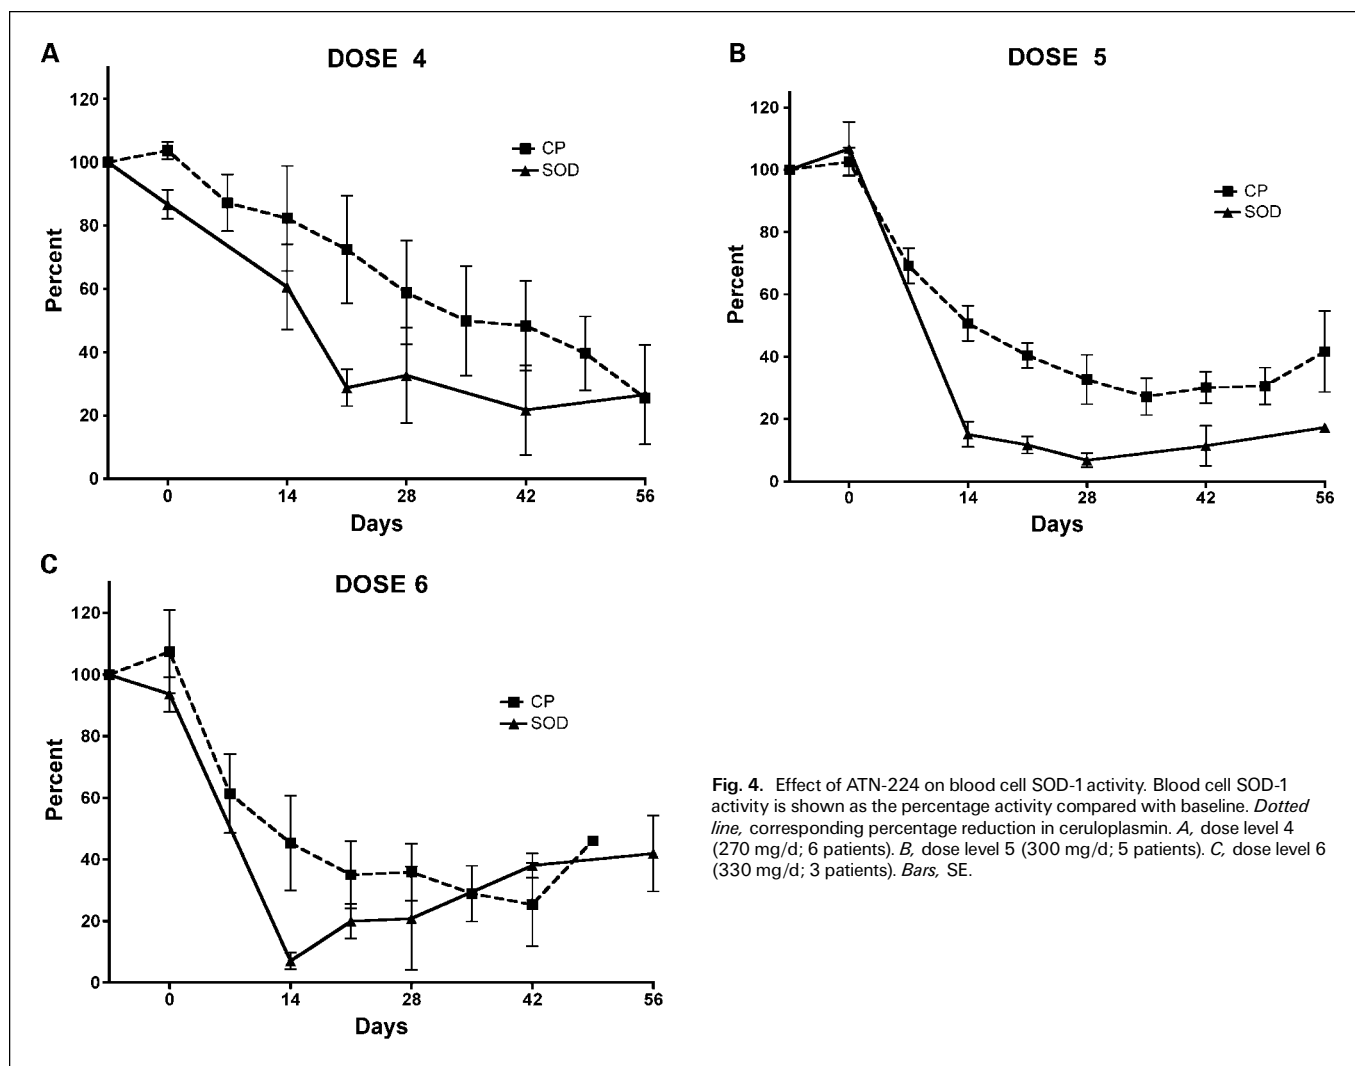 A
DOSE 4
120
100
80
60
40
20
0
Percent
CP
SOD
0 14 28 42 56
Days
B
DOSE 5
120
100
80
60
40
20
0
Percent
CP
SOD
0 14 28 42 56
Days
C
DOSE 6
120
100
80
60
40
20
0
Percent
CP
SOD
0 14 28 42 56
Days
Fig. 4. Effect of ATN-224 on blood cell SOD-1 activity. Blood cell SOD-1
activity is shown as the percentage activity compared with baseline. Dotted
line, corresponding percentage reduction in ceruloplasmin. A, dose level 4
(270 mg/d; 6 patients). B, dose level 5 (300 mg/d; 5 patients). C, dose level 6
(330 mg/d; 3 patients). Bars, SE.